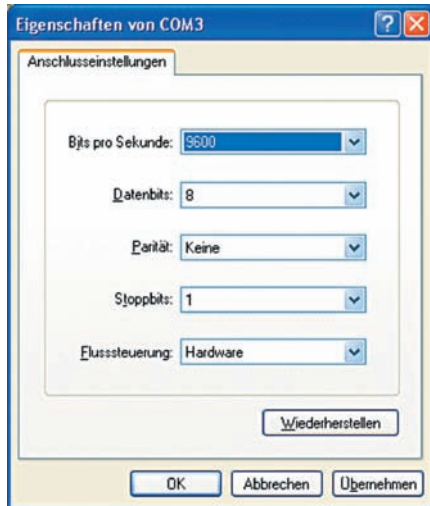 Eigenschaften von COM3
Anschlusseinstellungen
Bits pro Sekunde: 9600
Datenbits: 8
Parität: Keine
Stoppbits: 1
Flusssteuerung: Hardware
Wiederherstellen
OK Abbrechen Übernehmen